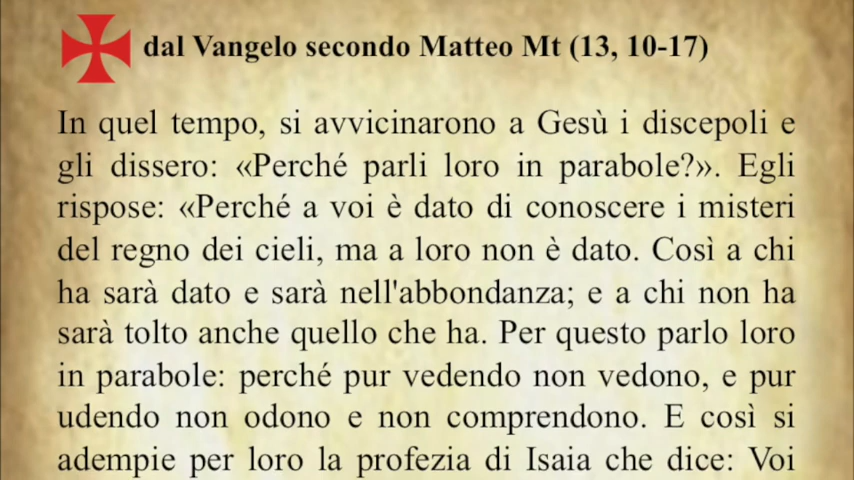 dal Vangelo secondo Matteo Mt (13, 10-17)
In quel tempo, si avvicinarono a Gesù i discepoli e
gli dissero: «Perché parli loro in parabole?». Egli
rispose: «Perché a voi è dato di conoscere i misteri
del regno dei cieli, ma a loro non è dato. Così a chi
ha sarà dato e sarà nell'abbondanza; e a chi non ha
sarà tolto anche quello che ha. Per questo parlo loro
in parabole: perché pur vedendo non vedono, e pur
udendo non odono e non comprendono. E così si
adempie per loro la profezia di Isaia che dice: Voi